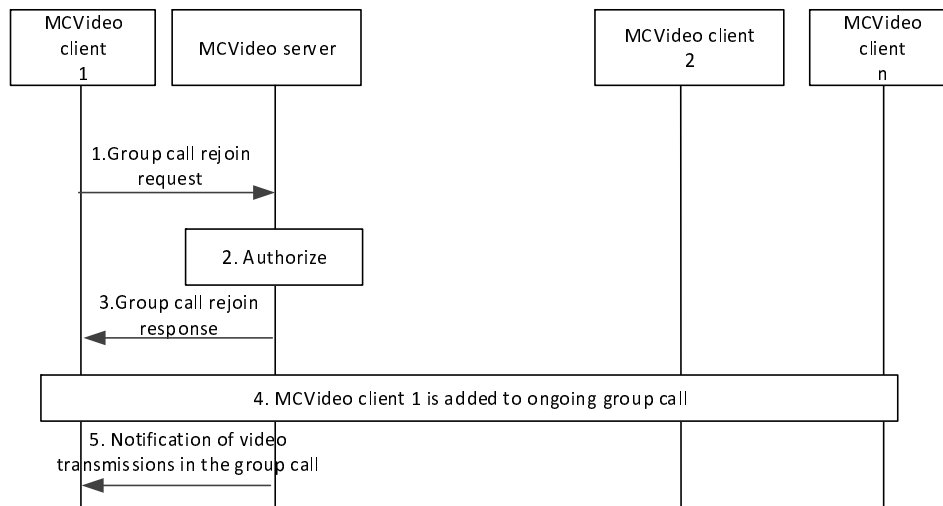 MCVideo
client
1
MCVideo server
MCVideo client
2
MCVideo
client
n
1.Group call rejoin
request
2. Authorize
3.Group call rejoin
response
4. MCVideo client 1 is added to ongoing group call
5. Notification of video
transmissions in the group call